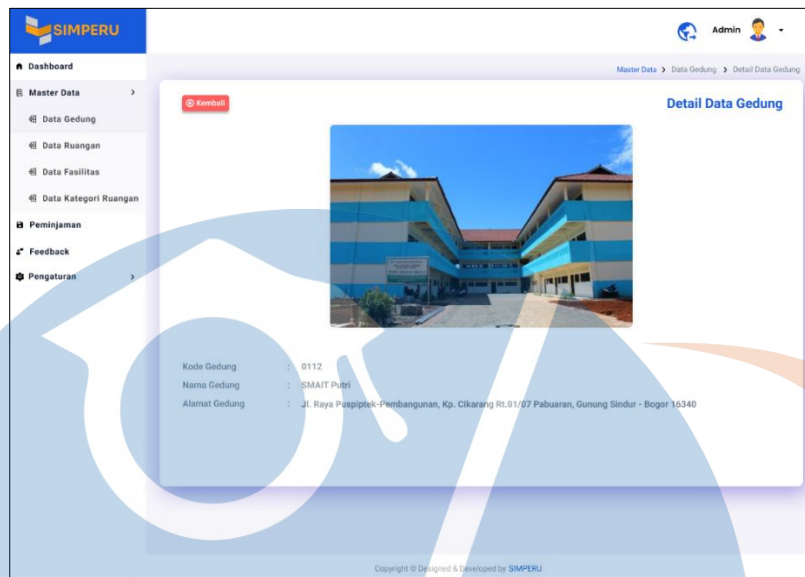 SIMPERU
Admin
Dashboard
Master Data
Data Gedung
Data Ruangan
Data Fasilitas
Data Kategori Ruangan
Peminjaman
Feedback
Pengaturan
Master Data > Data Gedung > Detail Data Gedung
Kembali
Detail Data Gedung
Kode Gedung : 0112
Nama Gedung : SMAIT Putri
Alamat Gedung : Jl. Raya Puspiptek-Pembangunan, Kp. Cikarang Rt.01/07 Pabuaran, Gunung Sindur - Bogor 16340
Copyright © Designed & Developed by SIMPERU